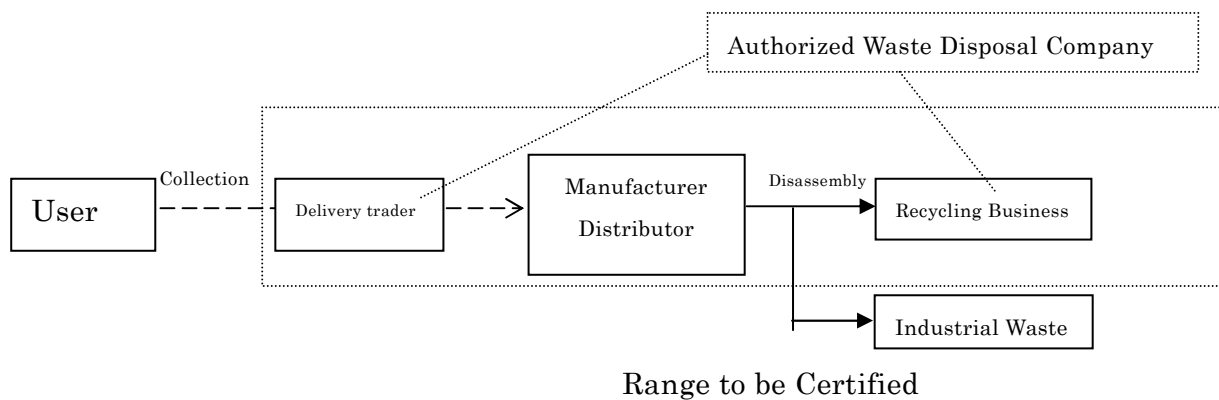 Authorized Waste Disposal Company
Collection
User
Delivery trader
Manufacturer
Distributor
Disassembly
Recycling Business
Industrial Waste
Range to be Certified